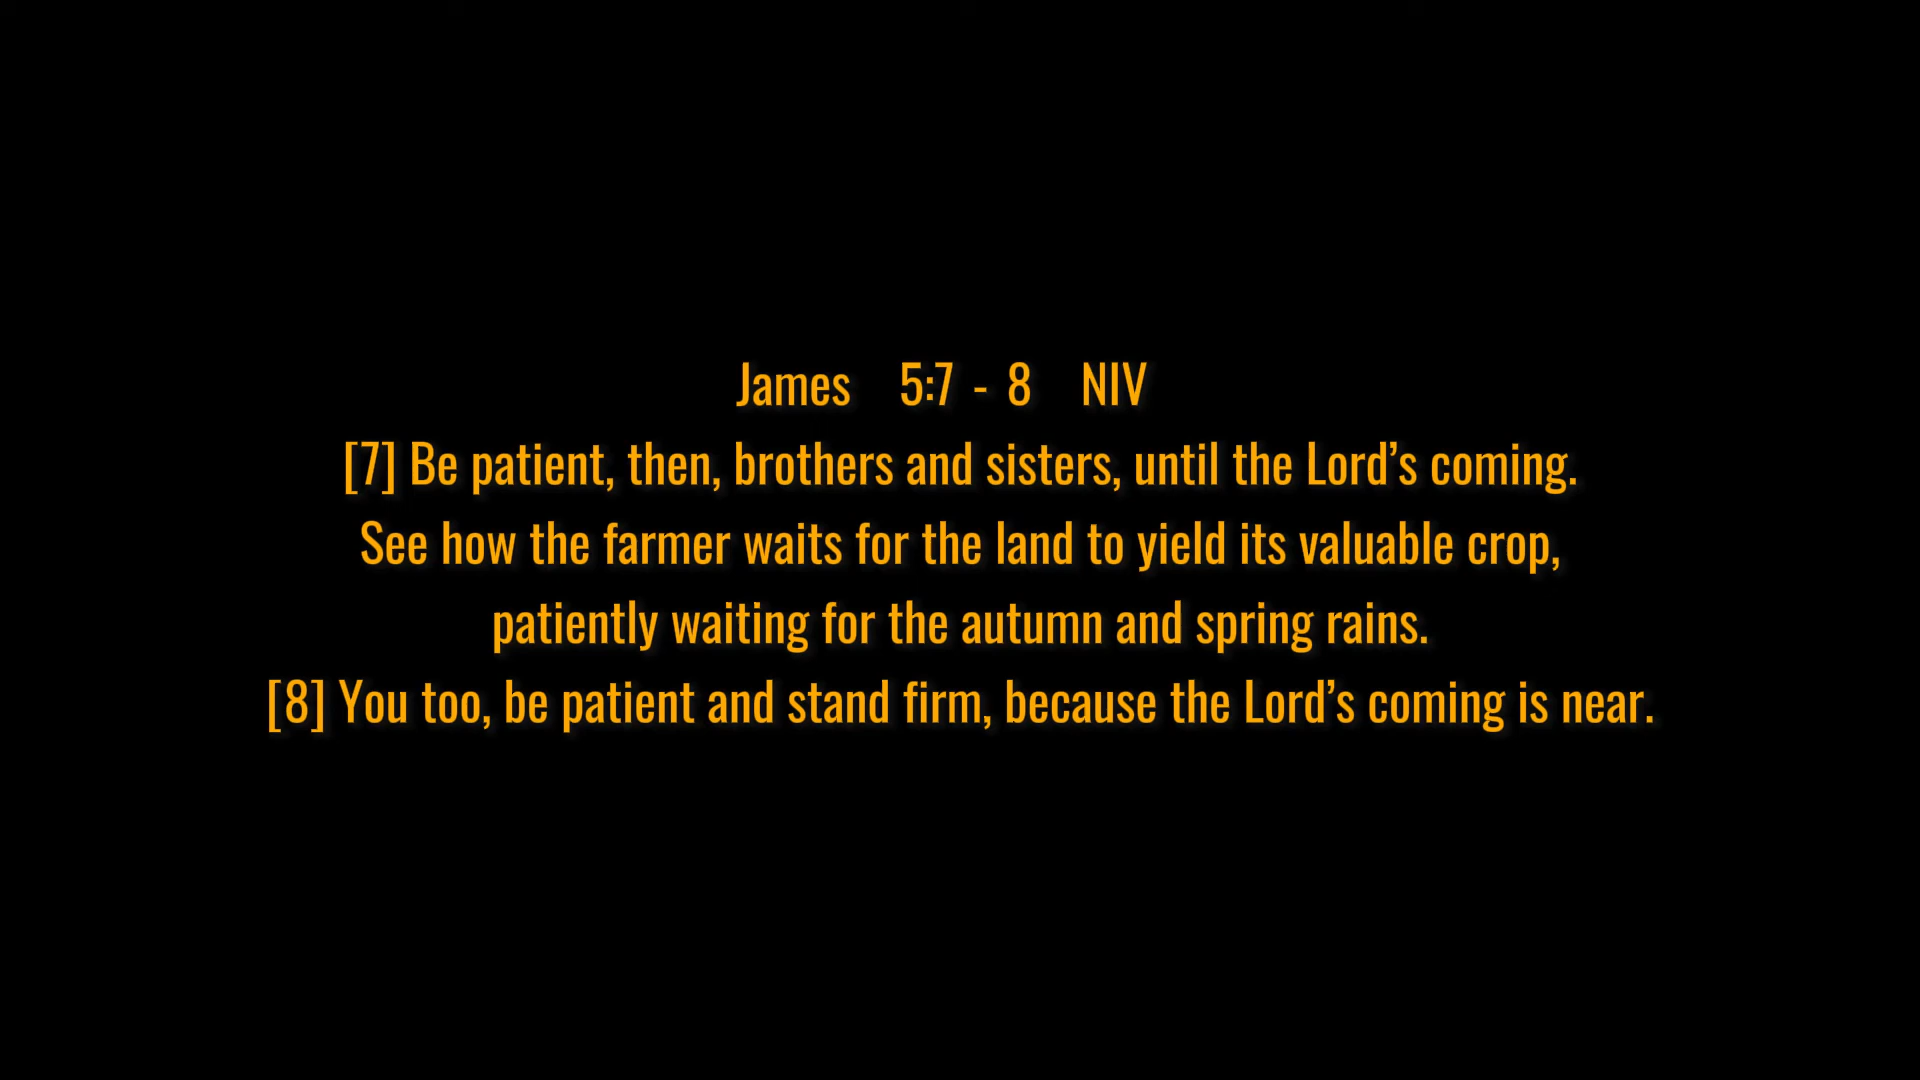 James 5:7 - 8 NIV
[7] Be patient, then, brothers and sisters, until the Lord’s coming.
See how the farmer waits for the land to yield its valuable crop,
patiently waiting for the autumn and spring rains.
[8] You too, be patient and stand firm, because the Lord’s coming is near.